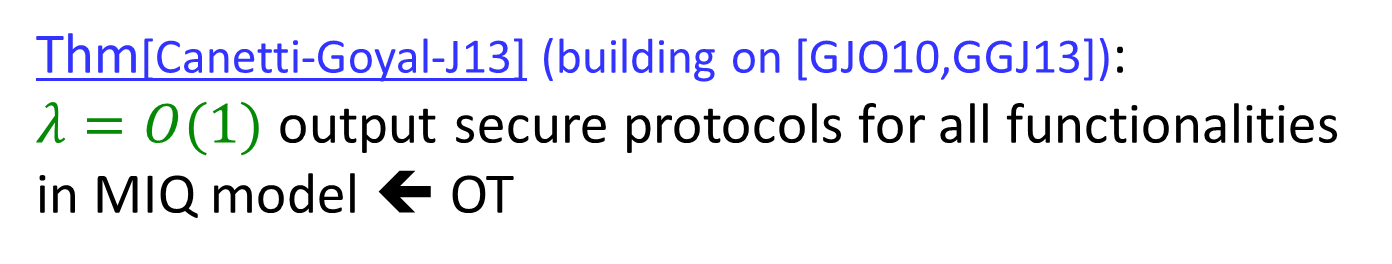 Thm[Canetti-Goyal-J13] (building on [GJO10,GGJ13]):
λ = O(1) output secure protocols for all functionalities
in MIQ model 🡸 OT